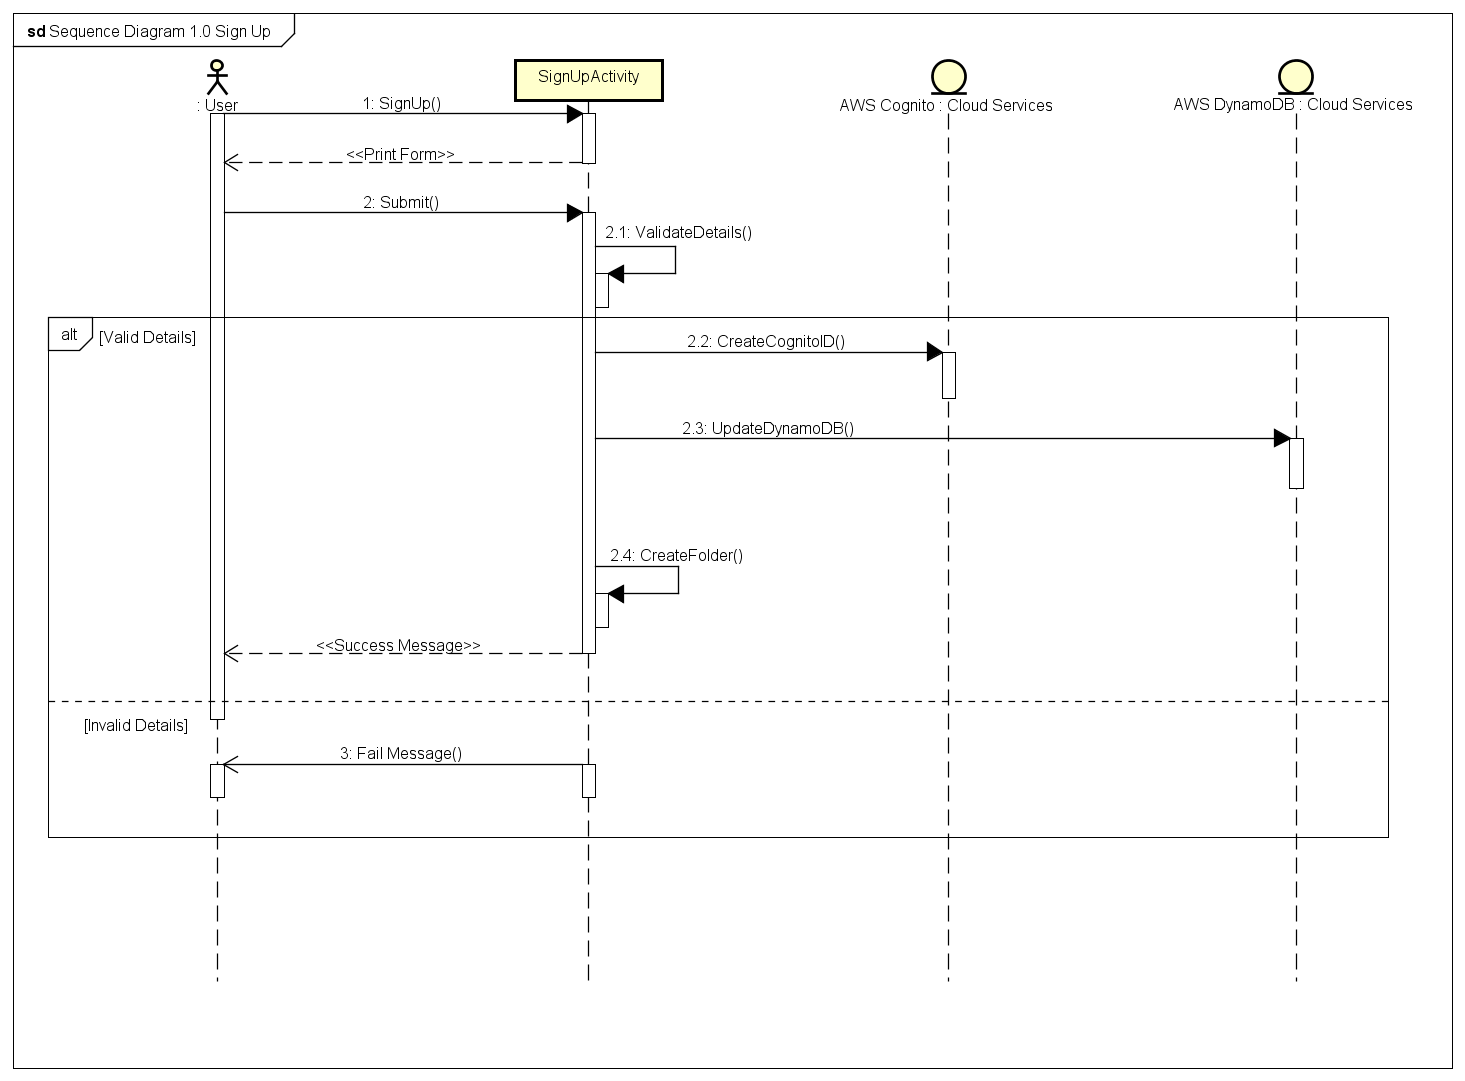 sd Sequence Diagram 1.0 Sign Up
: User
SignUpActivity
AWS Cognito : Cloud Services
AWS DynamoDB : Cloud Services
1: SignUp()
<<Print Form>>
2: Submit()
2.1: ValidateDetails()
alt
[Valid Details]
2.2: CreateCognitoID()
2.3: UpdateDynamoDB()
2.4: CreateFolder()
<<Success Message>>
[Invalid Details]
3: Fail Message()